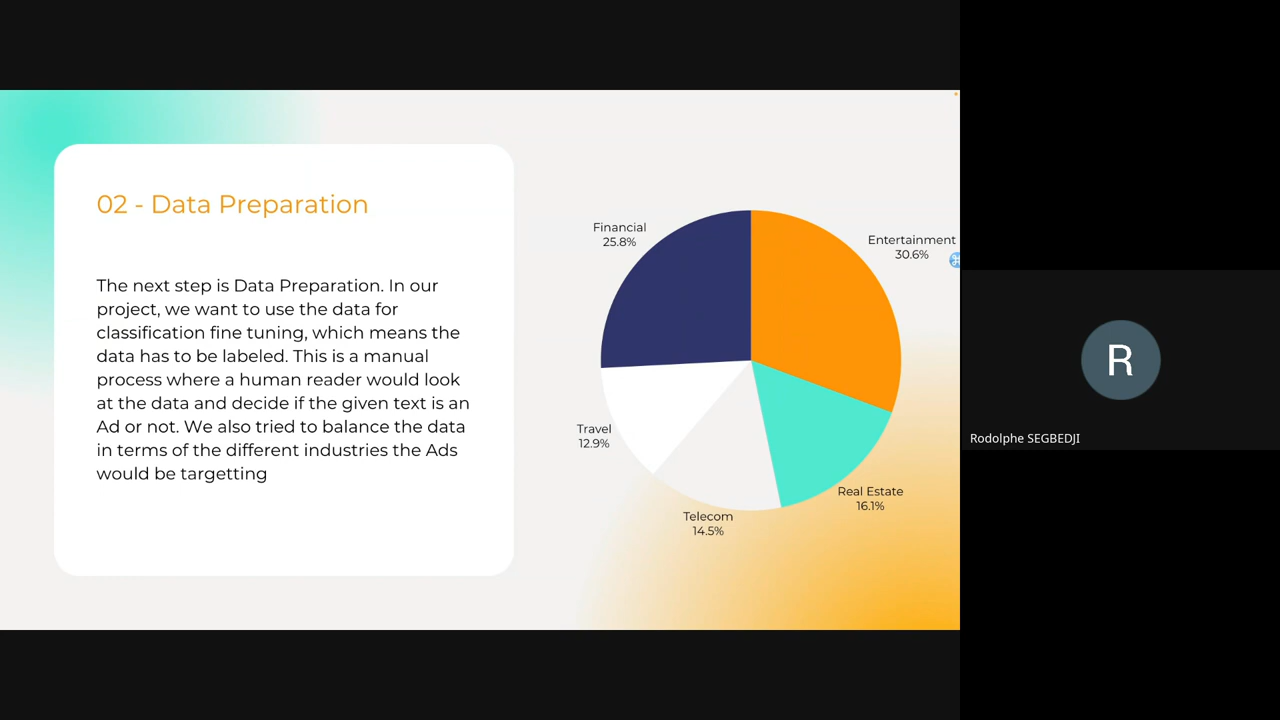 02 - Data Preparation
The next step is Data Preparation. In our
project, we want to use the data for
classification fine tuning, which means the
data has to be labeled. This is a manual
process where a human reader would look
at the data and decide if the given text is an
Ad or not. We also tried to balance the data
in terms of the different industries the Ads
would be targetting
Financial
25.8%
Entertainment
30.6%
Travel
12.9%
Real Estate
16.1%
Telecom
14.5%
R
Rodolphe SEGBEDJI